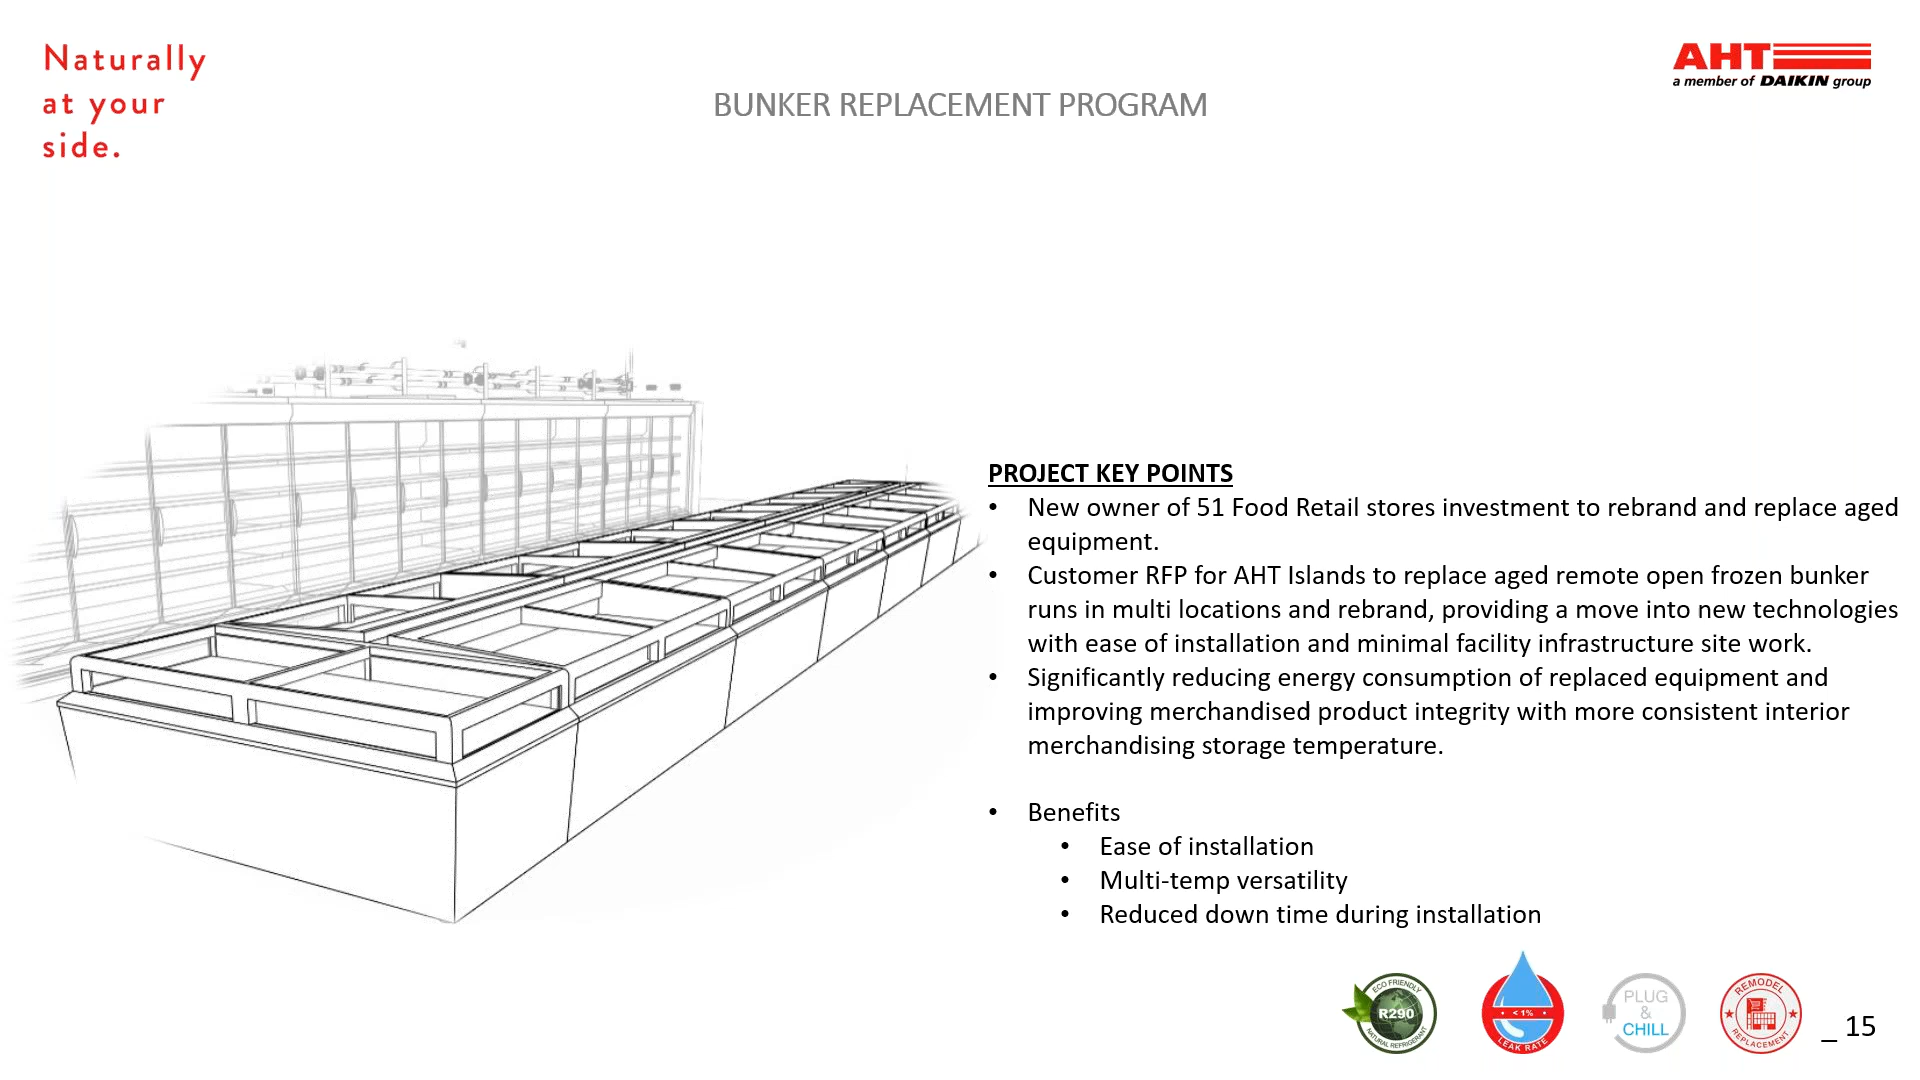 Naturally
at your
side.
AHT
a member of DAIKIN group
BUNKER REPLACEMENT PROGRAM
PROJECT KEY POINTS
• New owner of 51 Food Retail stores investment to rebrand and replace aged
equipment.
• Customer RFP for AHT Islands to replace aged remote open frozen bunker
runs in multi locations and rebrand, providing a move into new technologies
with ease of installation and minimal facility infrastructure site work.
• Significantly reducing energy consumption of replaced equipment and
improving merchandised product integrity with more consistent interior
merchandising storage temperature.
• Benefits
• Ease of installation
• Multi-temp versatility
• Reduced down time during installation
ECO FRIENDLY
R290
NATURAL REFRIGERANT
• < 1% •
LEAK RATE
PLUG
&
CHILL
REMODEL
REPLACEMENT
_ 15